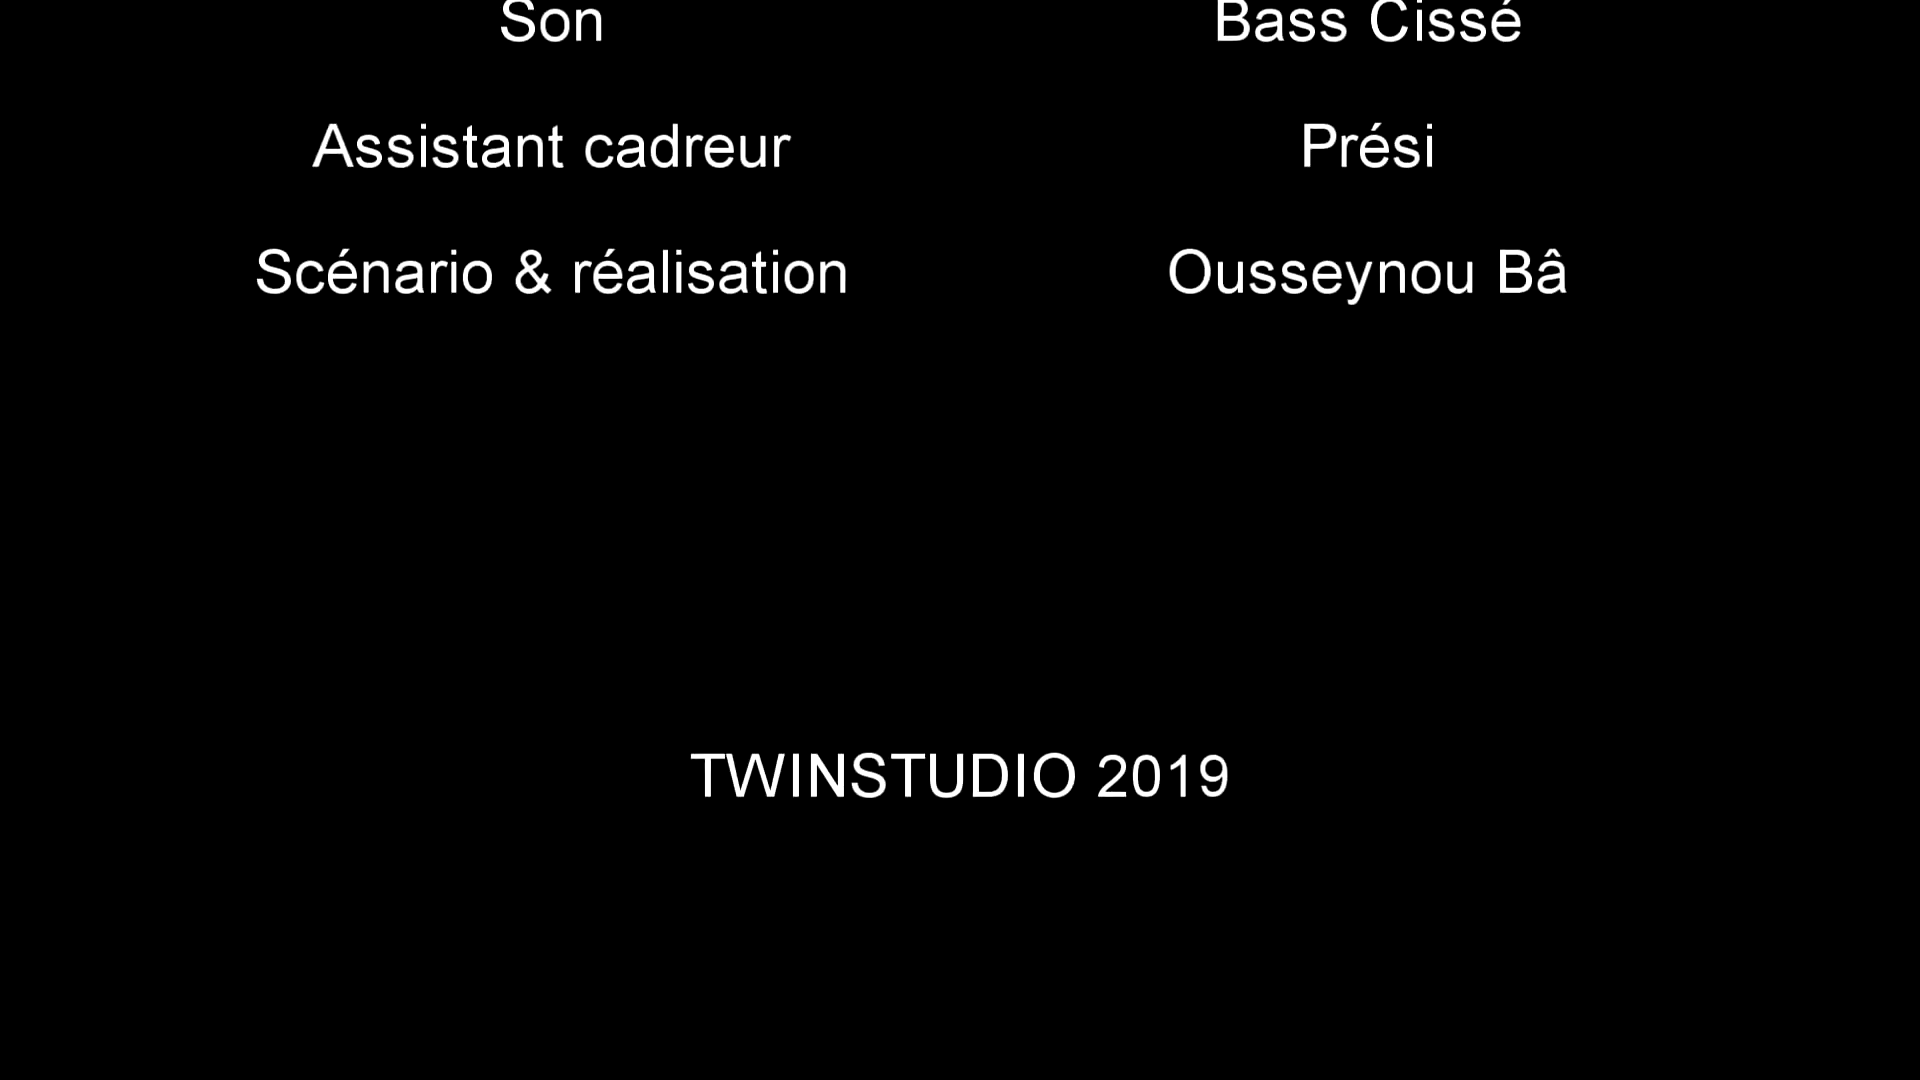 Son Bass Cissé
Assistant cadreur Prési
Scénario & réalisation Ousseynou Bâ
TWINSTUDIO 2019